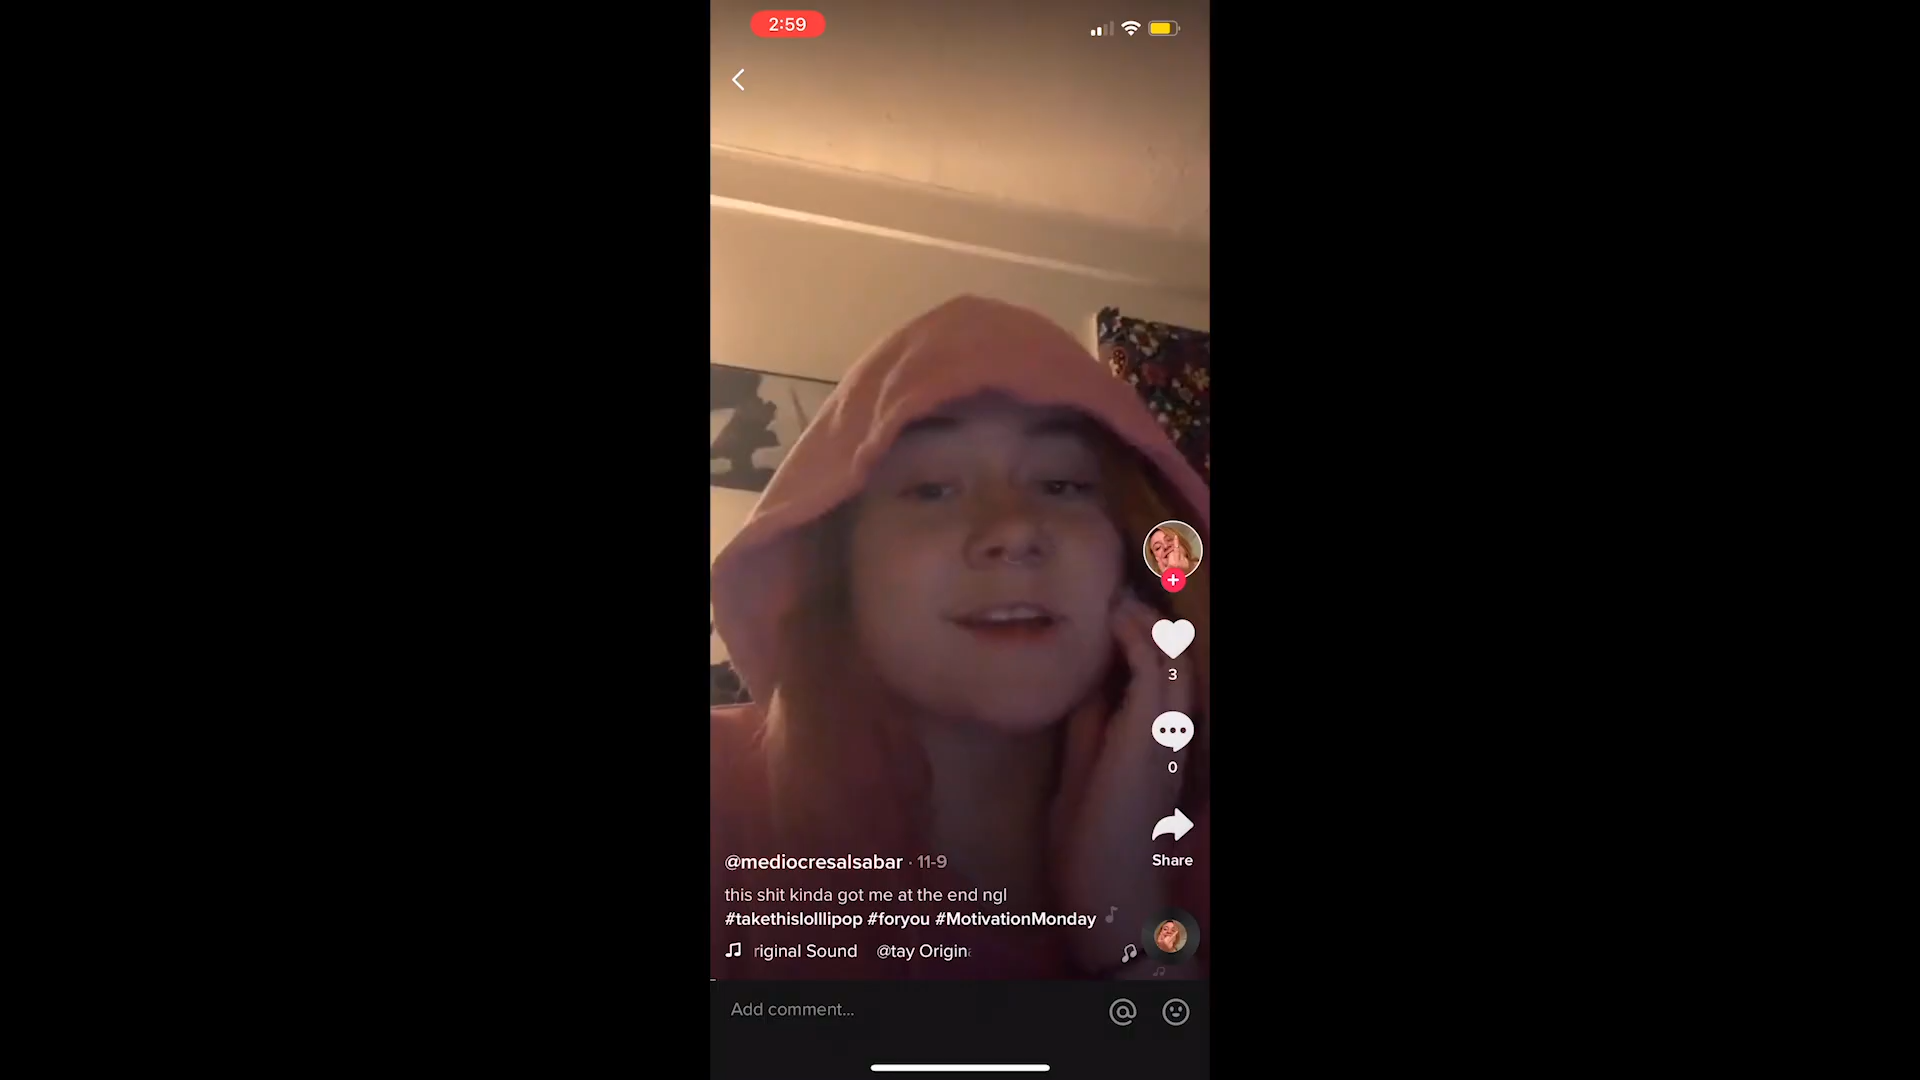 2:59
3
0
Share
@mediocresalsabar · 11-9
this shit kinda got me at the end ngl
#takethislolllipop #foryou #MotivationMonday
riginal Sound @tay Origin
Add comment...